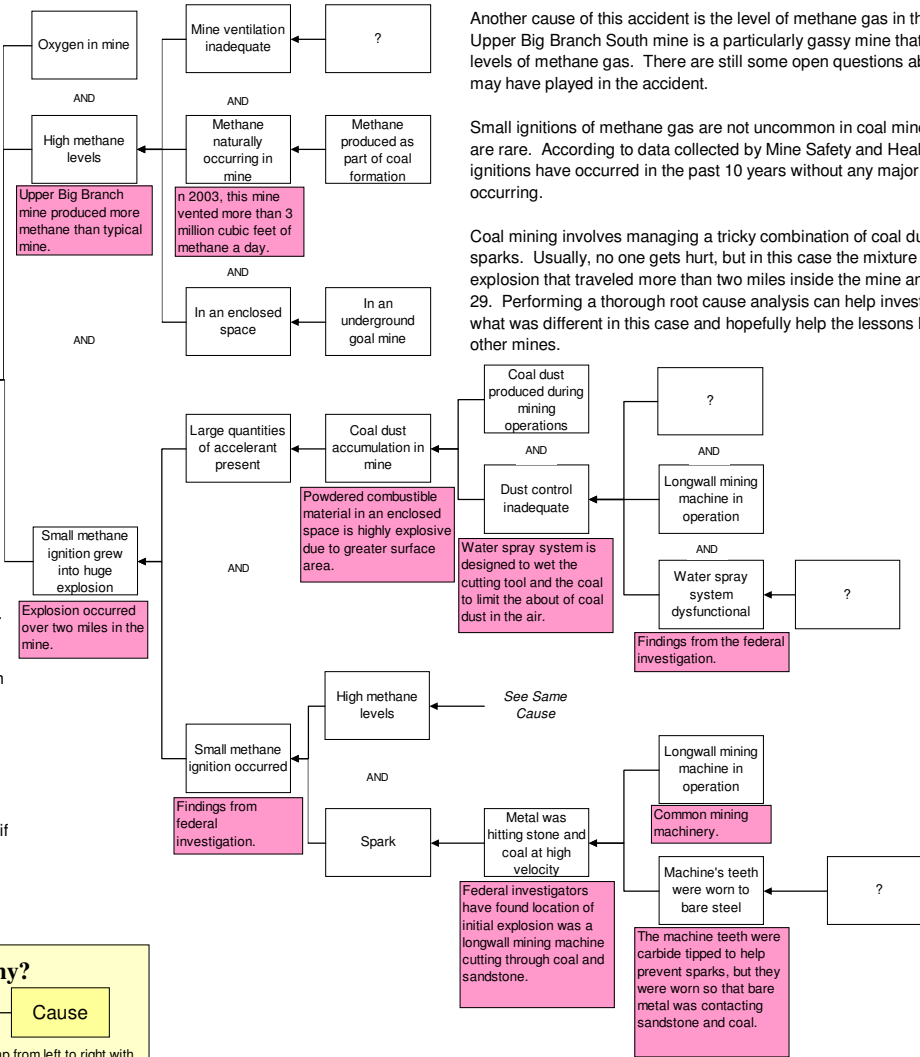 Another cause of this accident is the level of methane gas in th
Upper Big Branch South mine is a particularly gassy mine that
levels of methane gas.  There are still some open questions ab
may have played in the accident.
Small ignitions of methane gas are not uncommon in coal mine
are rare.  According to data collected by Mine Safety and Heal
ignitions have occurred in the past 10 years without any major
occurring.
Coal mining involves managing a tricky combination of coal du
sparks.  Usually, no one gets hurt, but in this case the mixture
explosion that traveled more than two miles inside the mine an
29.  Performing a thorough root cause analysis can help invest
what was different in this case and hopefully help the lessons l
other mines.
Oxygen in mine
AND
High methane
levels
Upper Big Branch
mine produced more
methane than typical
mine.
AND
Mine ventilation
inadequate
?
AND
Methane
naturally
occurring in
mine
n 2003, this mine
vented more than 3
million cubic feet of
methane a day.
Methane
produced as
part of coal
formation
AND
In an enclosed
space
In an
underground
goal mine
Small methane
ignition grew
into huge
explosion
Explosion occurred
over two miles in the
mine.
Large quantities
of accelerant
present
Coal dust
accumulation in
mine
Powdered combustible
material in an enclosed
space is highly explosive
due to greater surface
area.
Coal dust
produced during
mining
operations
AND
Dust control
inadequate
Water spray system is
designed to wet the
cutting tool and the coal
to limit the about of coal
dust in the air.
?
AND
Longwall mining
machine in
operation
AND
Water spray
system
dysfunctional
Findings from the federal
investigation.
?
AND
Small methane
ignition occurred
Findings from
federal
investigation.
High methane
levels
See Same
Cause
AND
Spark
Metal was
hitting stone and
coal at high
velocity
Federal investigators
have found location of
initial explosion was a
longwall mining machine
cutting through coal and
sandstone.
Longwall mining
machine in
operation
Common mining
machinery.
Machine's teeth
were worn to
bare steel
The machine teeth were
carbide tipped to help
prevent sparks, but they
were worn so that bare
metal was contacting
sandstone and coal.
?
n
if
hy?
Cause
ap from left to right with